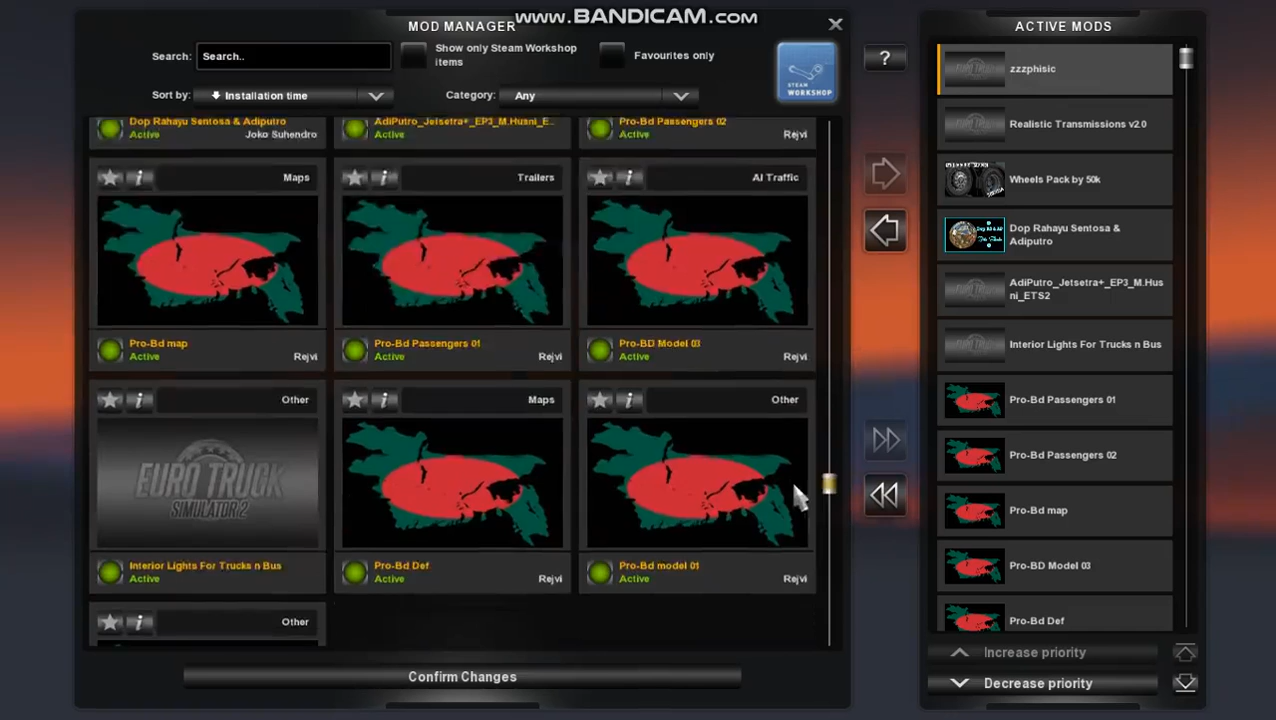 www.BANDICAM.com
MOD MANAGER
Search:
Search..
Show only Steam Workshop
items
Favourites only
STEAM
WORKSHOP
Sort by:
Installation time
Category:
Any
Dop Rahayu Sentosa & Adiputro
Active
Joko Suhendro
AdiPutro_Jetsetra+_EP3_M.Husni_E...
Active
Pro-Bd Passengers 02
Active
Rejvi
Maps
Pro-Bd map
Active
Rejvi
Trailers
Pro-Bd Passengers 01
Active
Rejvi
AI Traffic
Pro-BD Model 03
Active
Rejvi
Other
EURO TRUCK
SIMULATOR 2
Interior Lights For Trucks n Bus
Active
Maps
Pro-Bd Def
Active
Rejvi
Other
Pro-Bd model 01
Active
Rejvi
Other
Confirm Changes
?
ACTIVE MODS
zzzphisic
Realistic Transmissions v2.0
Wheels Pack by 50k
Dop Rahayu Sentosa &
Adiputro
AdiPutro_Jetsetra+_EP3_M.Hus
ni_ETS2
Interior Lights For Trucks n Bus
Pro-Bd Passengers 01
Pro-Bd Passengers 02
Pro-Bd map
Pro-BD Model 03
Pro-Bd Def
Increase priority
Decrease priority